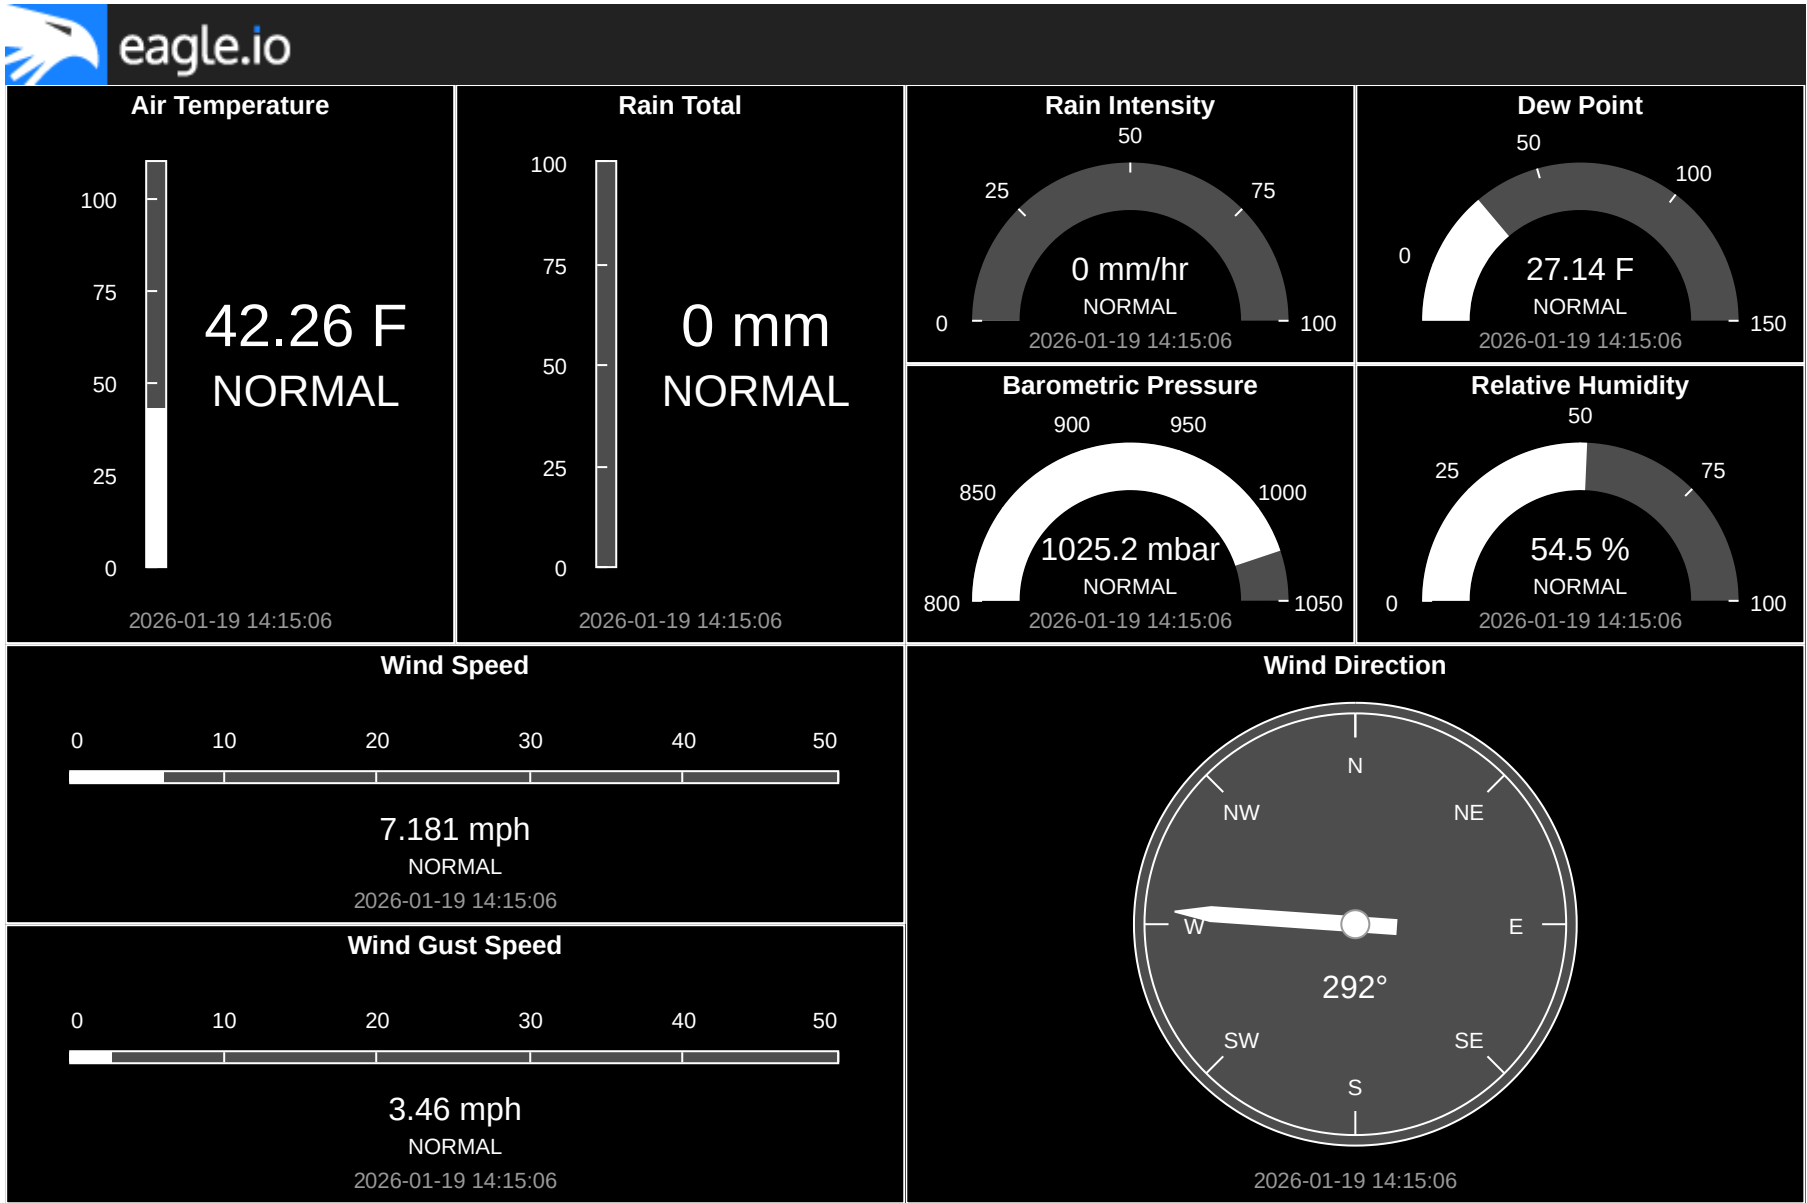 eagle.io
Air Temperature
100
75
50
25
0
42.26 F
NORMAL
2026-01-19 14:15:06
Rain Total
100
75
50
25
0
0 mm
NORMAL
2026-01-19 14:15:06
Rain Intensity
0
25
50
75
100
0 mm/hr
NORMAL
2026-01-19 14:15:06
Dew Point
0
50
100
150
27.14 F
NORMAL
2026-01-19 14:15:06
Barometric Pressure
800
850
900
950
1000
1050
1025.2 mbar
NORMAL
2026-01-19 14:15:06
Relative Humidity
0
25
50
75
100
54.5 %
NORMAL
2026-01-19 14:15:06
Wind Speed
0 10 20 30 40 50
7.181 mph
NORMAL
2026-01-19 14:15:06
Wind Gust Speed
0 10 20 30 40 50
3.46 mph
NORMAL
2026-01-19 14:15:06
Wind Direction
N
NW NE
W E
292°
SW SE
S
2026-01-19 14:15:06